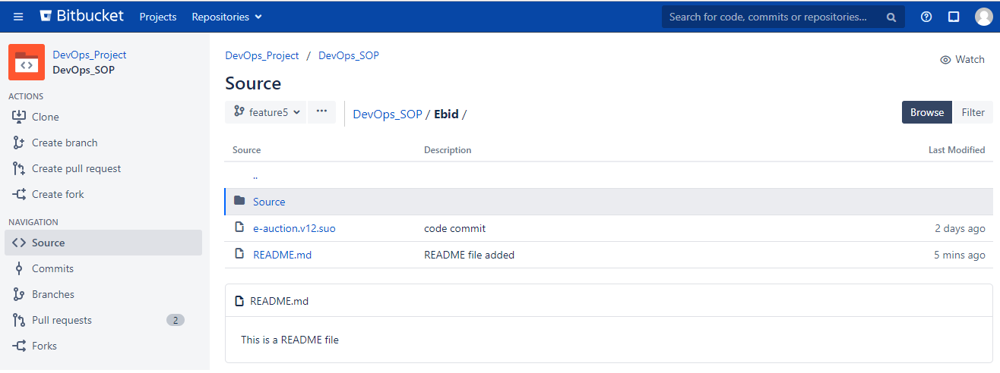 Bitbucket Projects Repositories Search for code, commits or repositories...
DevOps_Project
DevOps_SOP
ACTIONS
Clone
Create branch
Create pull request
Create fork
NAVIGATION
Source
Commits
Branches
Pull requests 2
Forks
DevOps_Project / DevOps_SOP
Watch
Source
feature5 ... DevOps_SOP / Ebid /
Browse Filter
Source Description Last Modified
..
Source
e-auction.v12.suo code commit 2 days ago
README.md README file added 5 mins ago
README.md
This is a README file